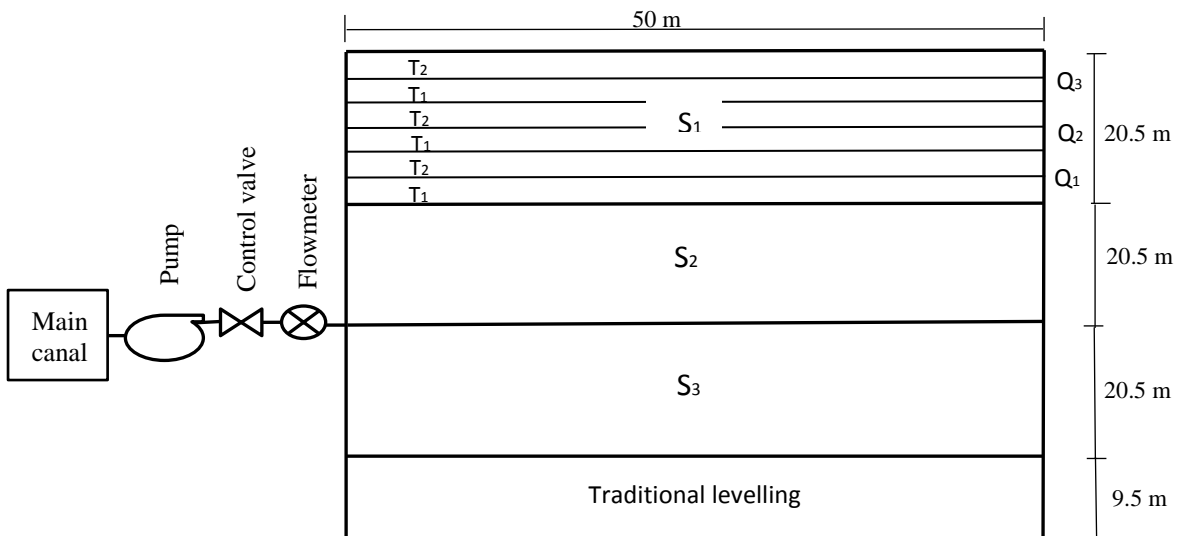 50 m
T2
Q3
T1
S1
T2
Q2
20.5 m
T1
T2
Q1
T1
Pump
Control valve
Flowmeter
S2
20.5 m
Main
canal
S3
20.5 m
Traditional levelling
9.5 m